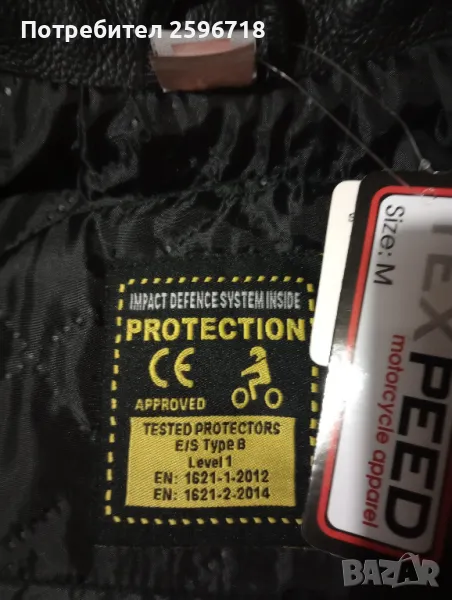 Потребител 2596718
IMPACT DEFENCE SYSTEM INSIDE
PROTECTION
CE
APPROVED
TESTED PROTECTORS
E/S Type B
Level 1
EN: 1621-1-2012
EN: 1621-2-2014
Size: M
TEXPEED
motorcycle apparel
BAZAR